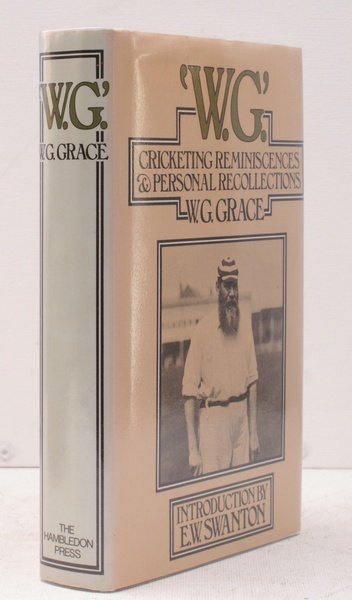 'W.G.'
W.G. GRACE
THE
HAMBLEDON
PRESS
'W.G.'
CRICKETING REMINISCENCES
& PERSONAL RECOLLECTIONS
W.G. GRACE
INTRODUCTION BY
E.W. SWANTON